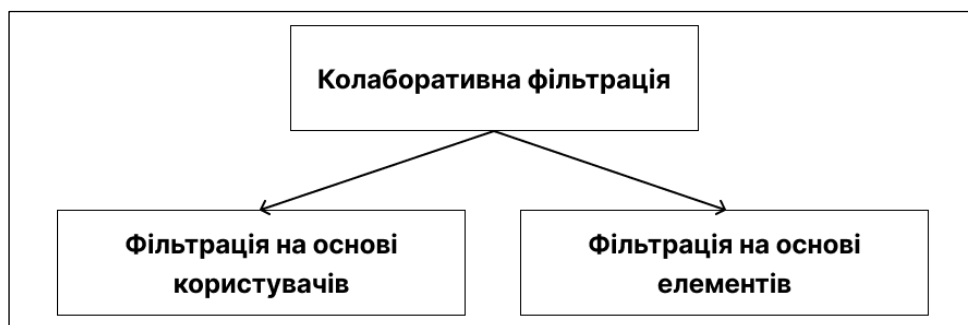 Колаборативна фільтрація
Фільтрація на основі
користувачів
Фільтрація на основі
елементів